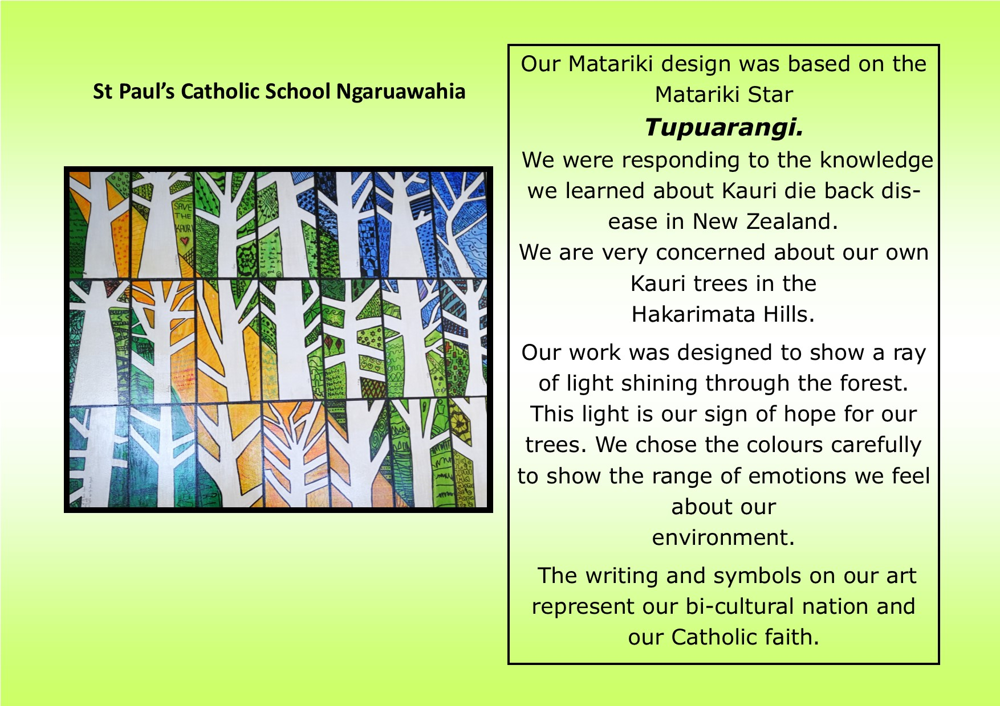 St Paul’s Catholic School Ngaruawahia
SAVE
THE
KAURI
Nature
Nature
Nature
Nature
Nature
Our Matariki design was based on the
Matariki Star
Tupuarangi.
We were responding to the knowledge
we learned about Kauri die back dis-
ease in New Zealand.
We are very concerned about our own
Kauri trees in the
Hakarimata Hills.
Our work was designed to show a ray
of light shining through the forest.
This light is our sign of hope for our
trees. We chose the colours carefully
to show the range of emotions we feel
about our
environment.
The writing and symbols on our art
represent our bi-cultural nation and
our Catholic faith.